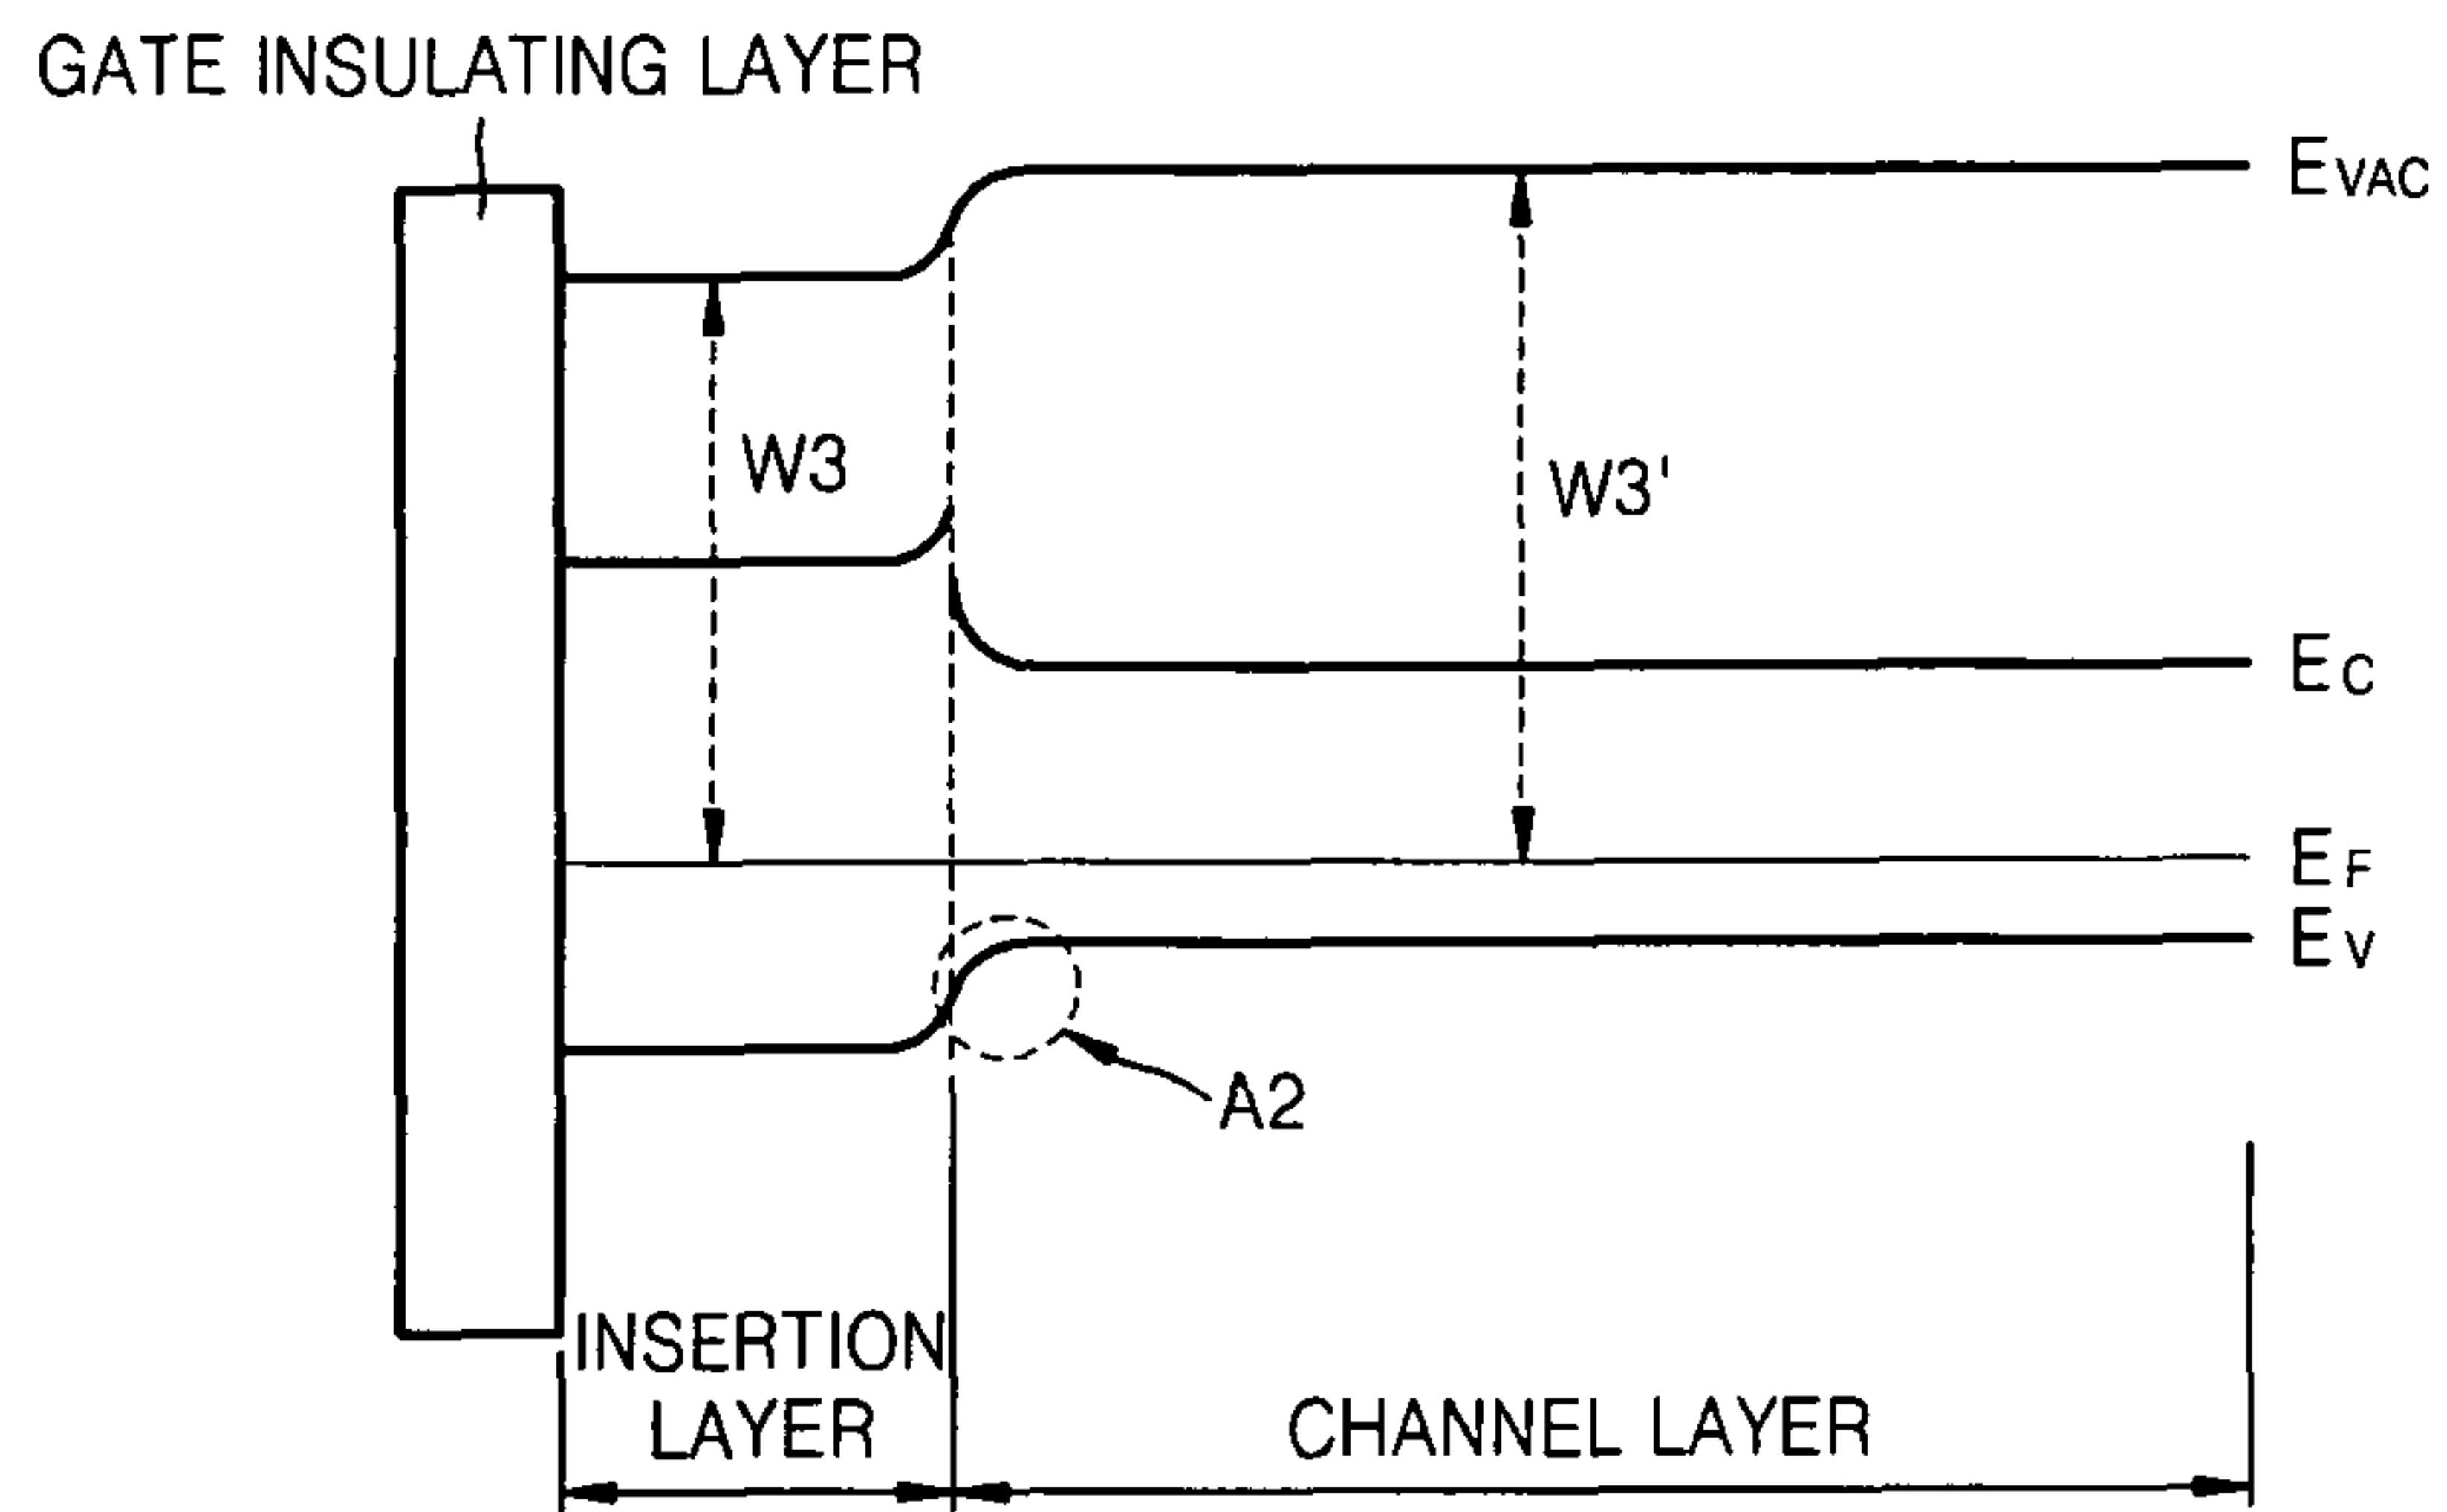 GATE INSULATING LAYER
EVAC
W3
W3'
EC
EF
EV
A2
INSERTION
LAYER
CHANNEL LAYER